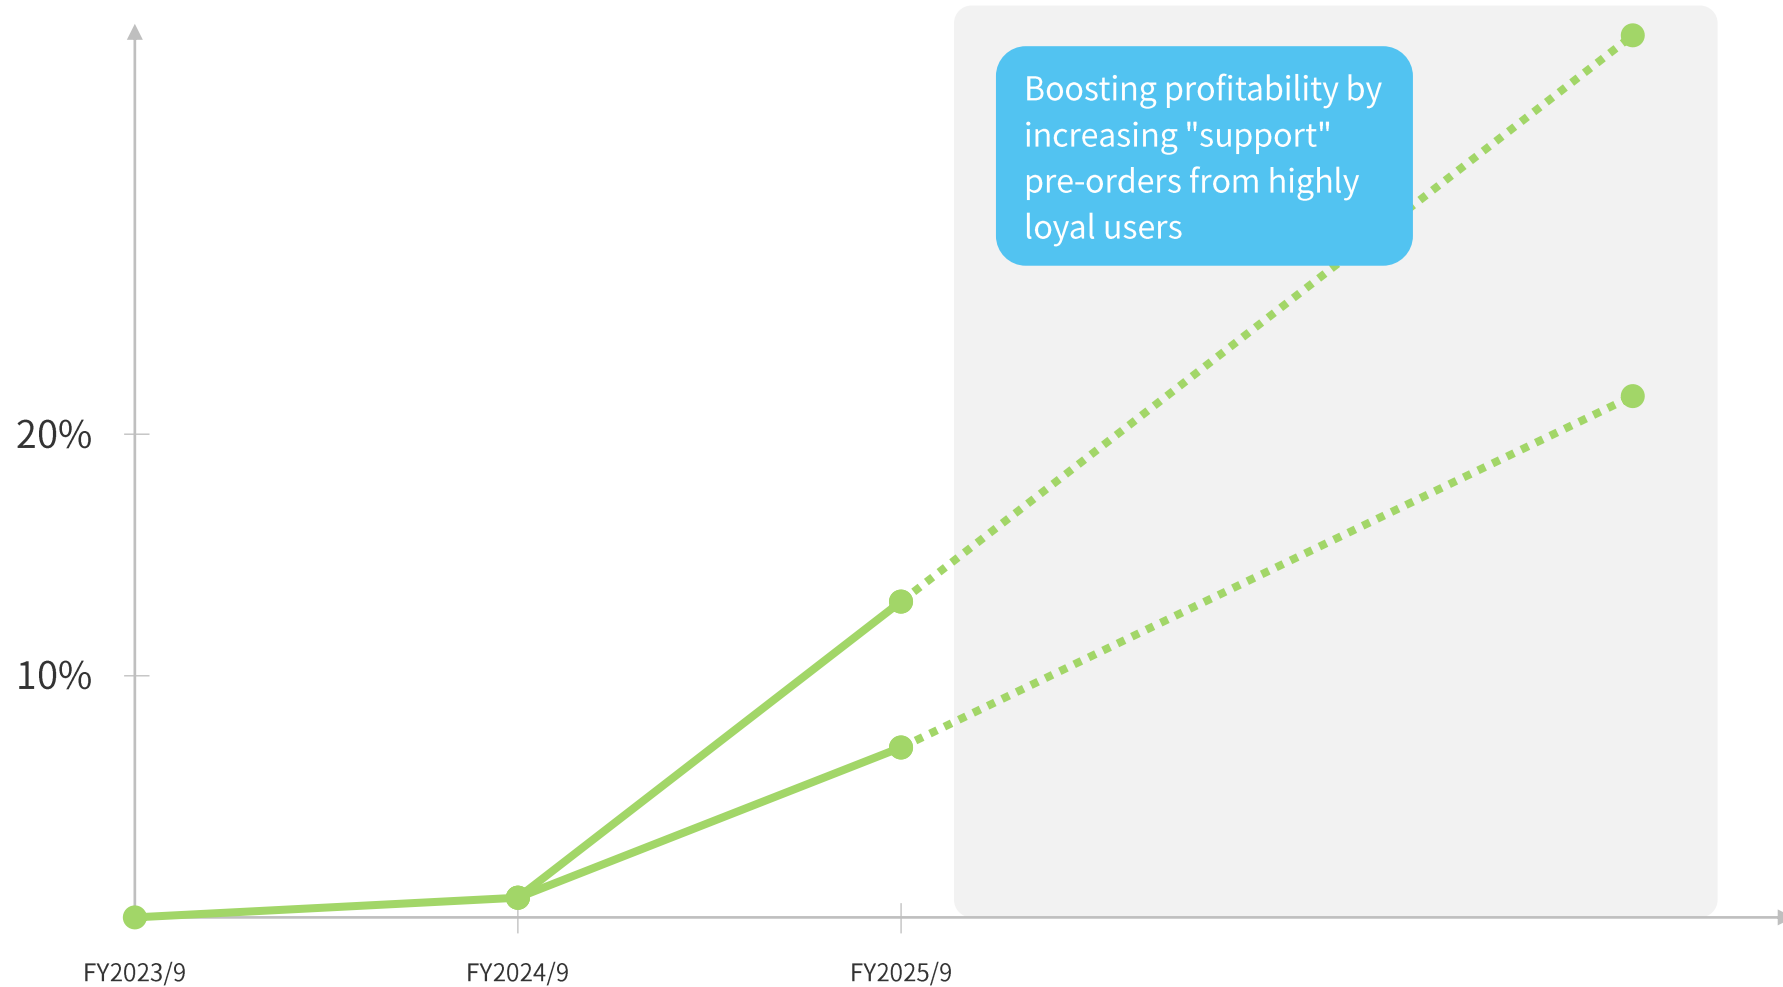 Boosting profitability by
increasing "support"
pre-orders from highly
loyal users
20%
10%
FY2023/9
FY2024/9
FY2025/9